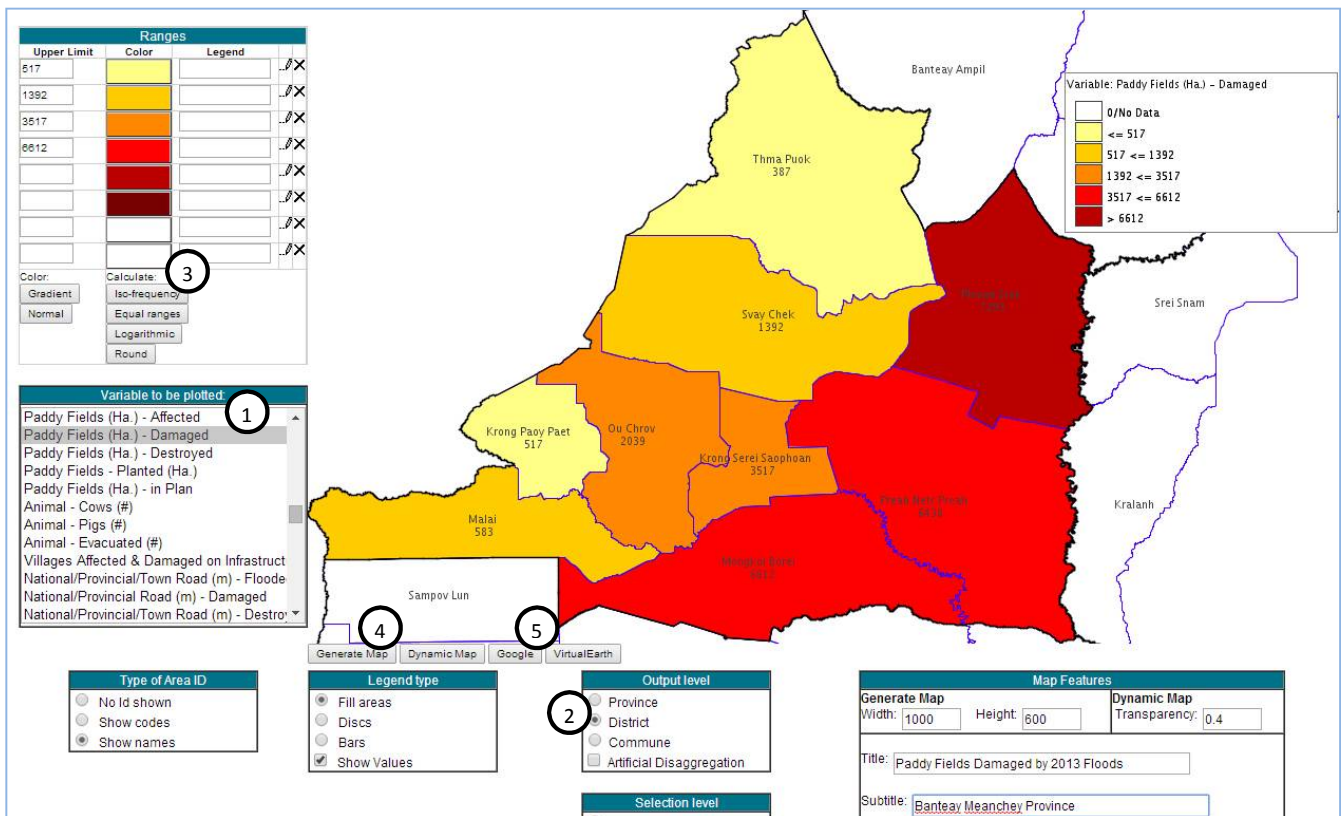 Ranges
Upper Limit Color Legend
517
1392
3517
6612
Color: Calculate: 3
Gradient Iso-frequency
Normal Equal ranges
Logarithmic
Round
Variable to be plotted:
1
Paddy Fields (Ha.) - Affected
Paddy Fields (Ha.) - Damaged
Paddy Fields (Ha.) - Destroyed
Paddy Fields - Planted (Ha.)
Paddy Fields (Ha.) - in Plan
Animal - Cows (#)
Animal - Pigs (#)
Animal - Evacuated (#)
Villages Affected & Damaged on Infrastruct
National/Provincial/Town Road (m) - Floode
National/Provincial Road (m) - Damaged
National/Provincial/Town Road (m) - Destro
Banteay Ampil
Variable: Paddy Fields (Ha.) - Damaged
0/No Data
<= 517
517 <= 1392
1392 <= 3517
3517 <= 6612
> 6612
Thma Puok
387
Srei Snam
Svay Chek
1392
Krong Paoy Paet
517
Ou Chrov
2039
Krong Serei Saophoan
3517
Preah Netr Preah
Kralanh
Malai
583
Mongkol Borei
Sampov Lun
4 5
Generate Map Dynamic Map Google VirtualEarth
Type of Area ID
No Id shown
Show codes
Show names
Legend type
Fill areas
Discs
Bars
Show Values
Output level
2
Province
District
Commune
Artificial Disaggregation
Selection level
Map Features
Generate Map Dynamic Map
Width: 1000 Height: 600 Transparency: 0.4
Title: Paddy Fields Damaged by 2013 Floods
Subtitle: Banteay Meanchey Province